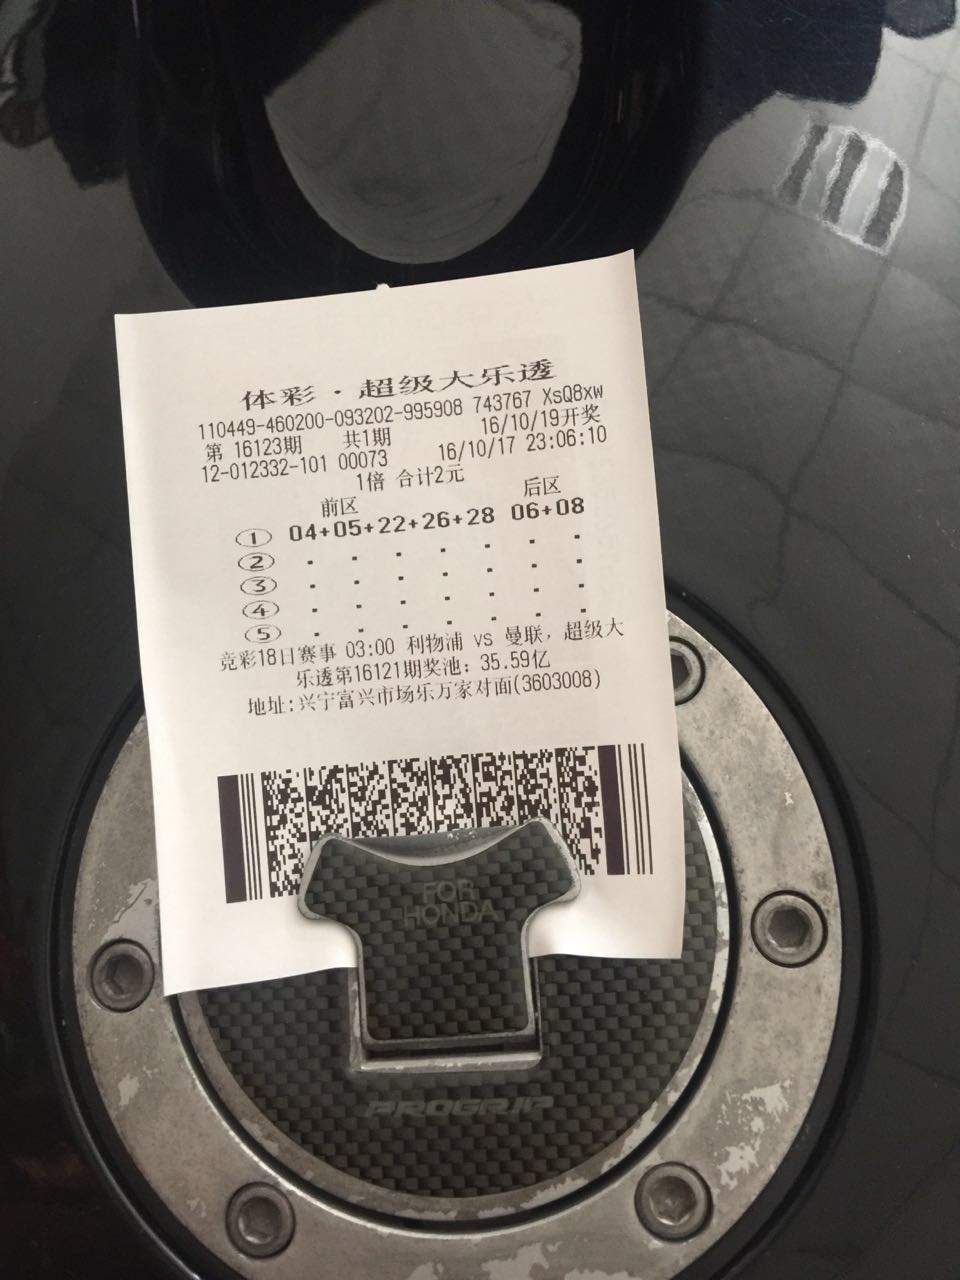 体彩·超级大乐透
110449-460200-093202-995908 743767 XsQ8xw
第 16123期 共1期 16/10/19开奖
12-012332-101 00073 16/10/17 23:06:10
1倍 合计2元
前区 后区
① 04+05+22+26+28 06+08
②
③
④
⑤
竞彩18日赛事 03:00 利物浦 vs 曼联，超级大
乐透第16121期奖池：35.59亿
地址：兴宁富兴市场乐万家对面(3603008)
FOR
HONDA
PROGRIP